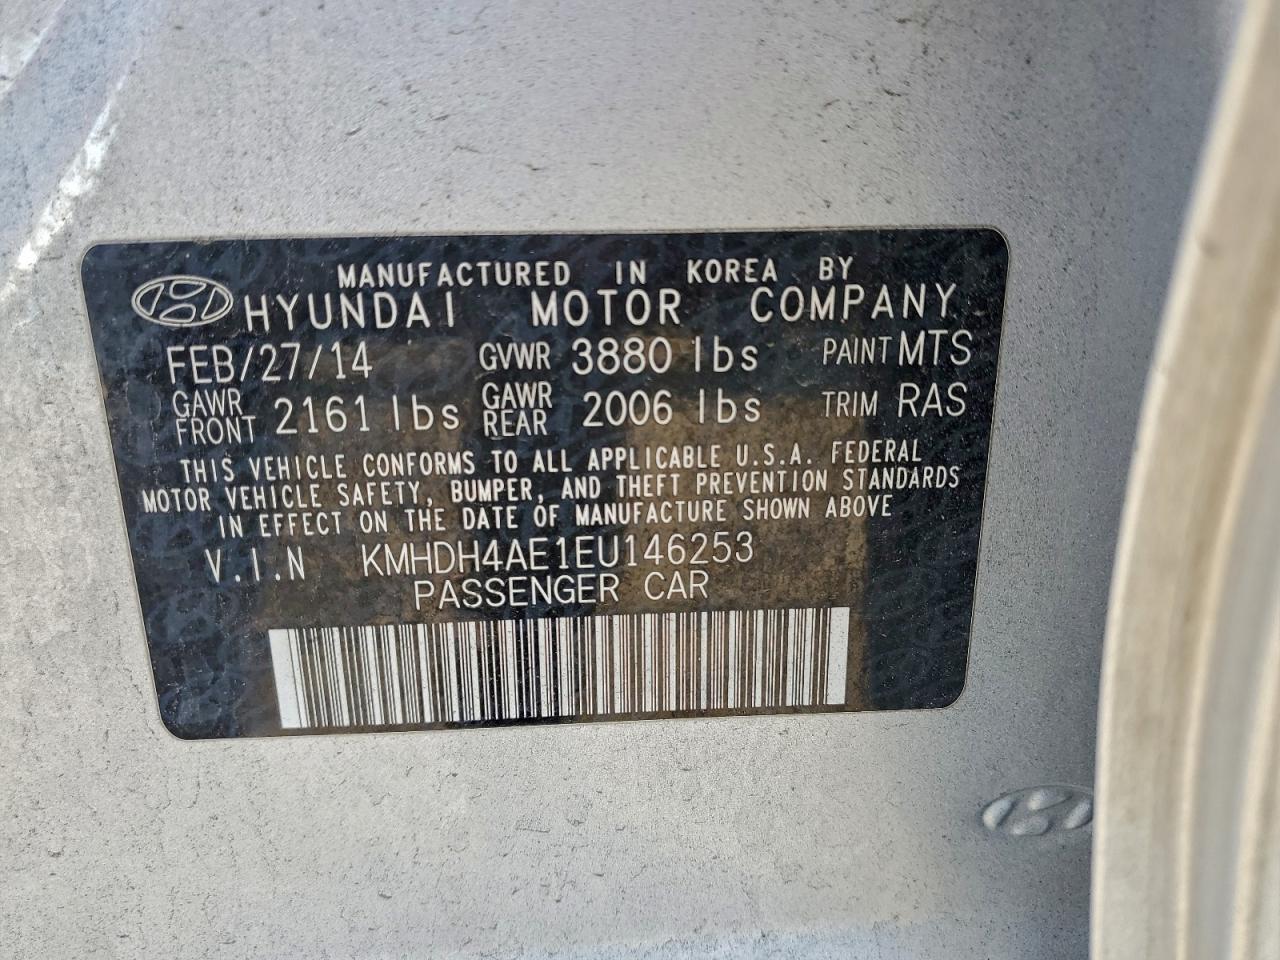 MANUFACTURED IN KOREA BY
HYUNDAI MOTOR COMPANY
FEB/27/14 GVWR 3880 lbs PAINT MTS
GAWR FRONT 2161 lbs GAWR REAR 2006 lbs TRIM RAS
THIS VEHICLE CONFORMS TO ALL APPLICABLE U.S.A. FEDERAL
MOTOR VEHICLE SAFETY, BUMPER, AND THEFT PREVENTION STANDARDS
IN EFFECT ON THE DATE OF MANUFACTURE SHOWN ABOVE
V.I.N KMHDH4AE1EU146253
PASSENGER CAR